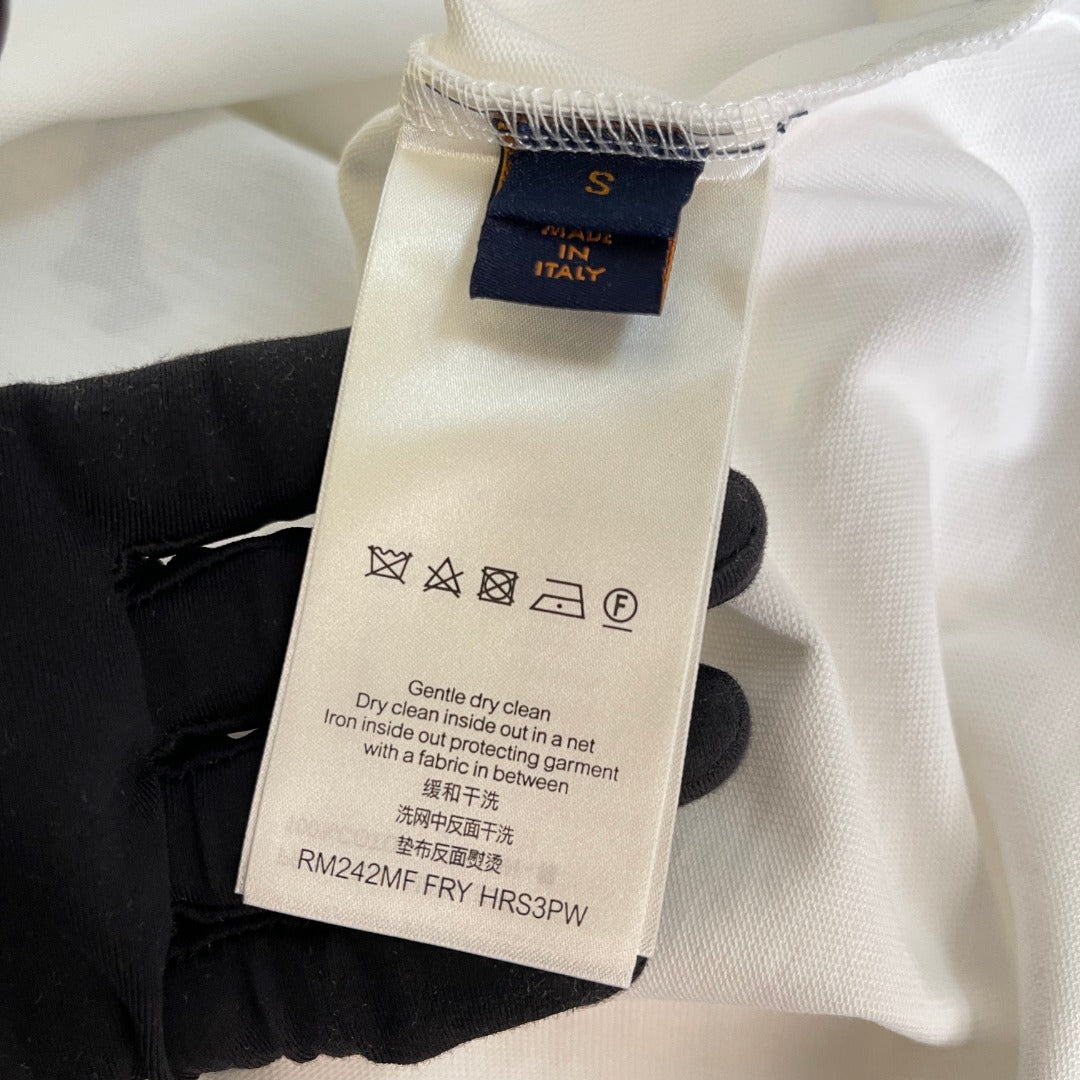 S
MADE
IN
ITALY
F
Gentle dry clean
Dry clean inside out in a net
Iron inside out protecting garment
with a fabric in between
缓和干洗
洗网中反面干洗
垫布反面熨烫
RM242MF FRY HRS3PW